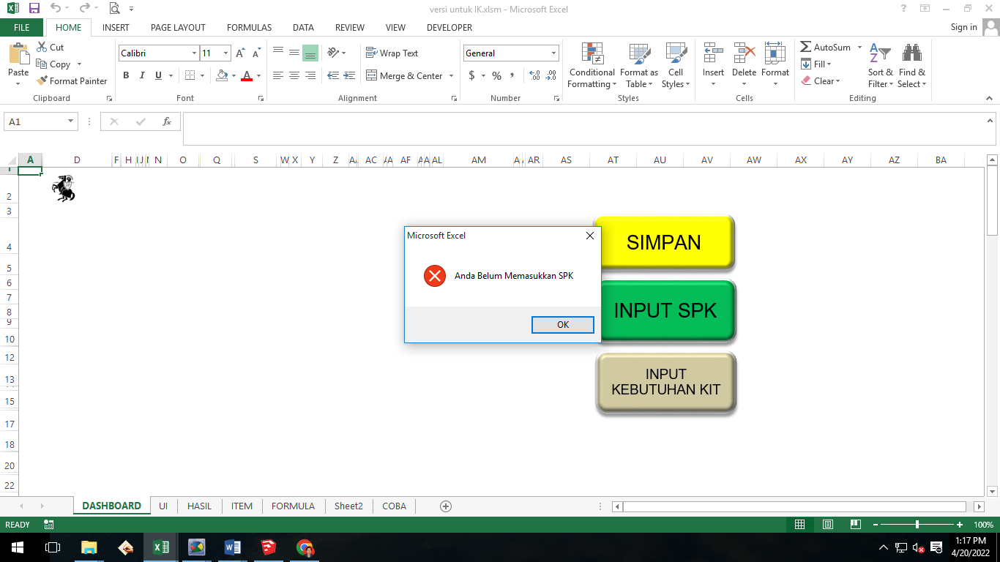 versi untuk IK.xlsm - Microsoft Excel
FILE HOME INSERT PAGE LAYOUT FORMULAS DATA REVIEW VIEW DEVELOPER Sign in
Paste
Cut
Copy
Format Painter
Clipboard
Calibri 11
B I U
Font
Wrap Text
Merge & Center
Alignment
General
$ % ,
Number
Conditional Formatting
Format as Table
Cell Styles
Styles
Insert Delete Format
Cells
AutoSum
Fill
Clear
Sort & Filter
Find & Select
Editing
A1 fx
A D F H I J N O Q S W X Y Z AC AF AL AM AR AS AT AU AV AW AX AY AZ BA
1
2
3
4
5
6
7
8
9
10
12
13
15
17
18
20
22
SIMPAN
INPUT SPK
INPUT
KEBUTUHAN KIT
Microsoft Excel
Anda Belum Memasukkan SPK
OK
DASHBOARD UI HASIL ITEM FORMULA Sheet2 COBA
READY 100%
1:17 PM
4/20/2022